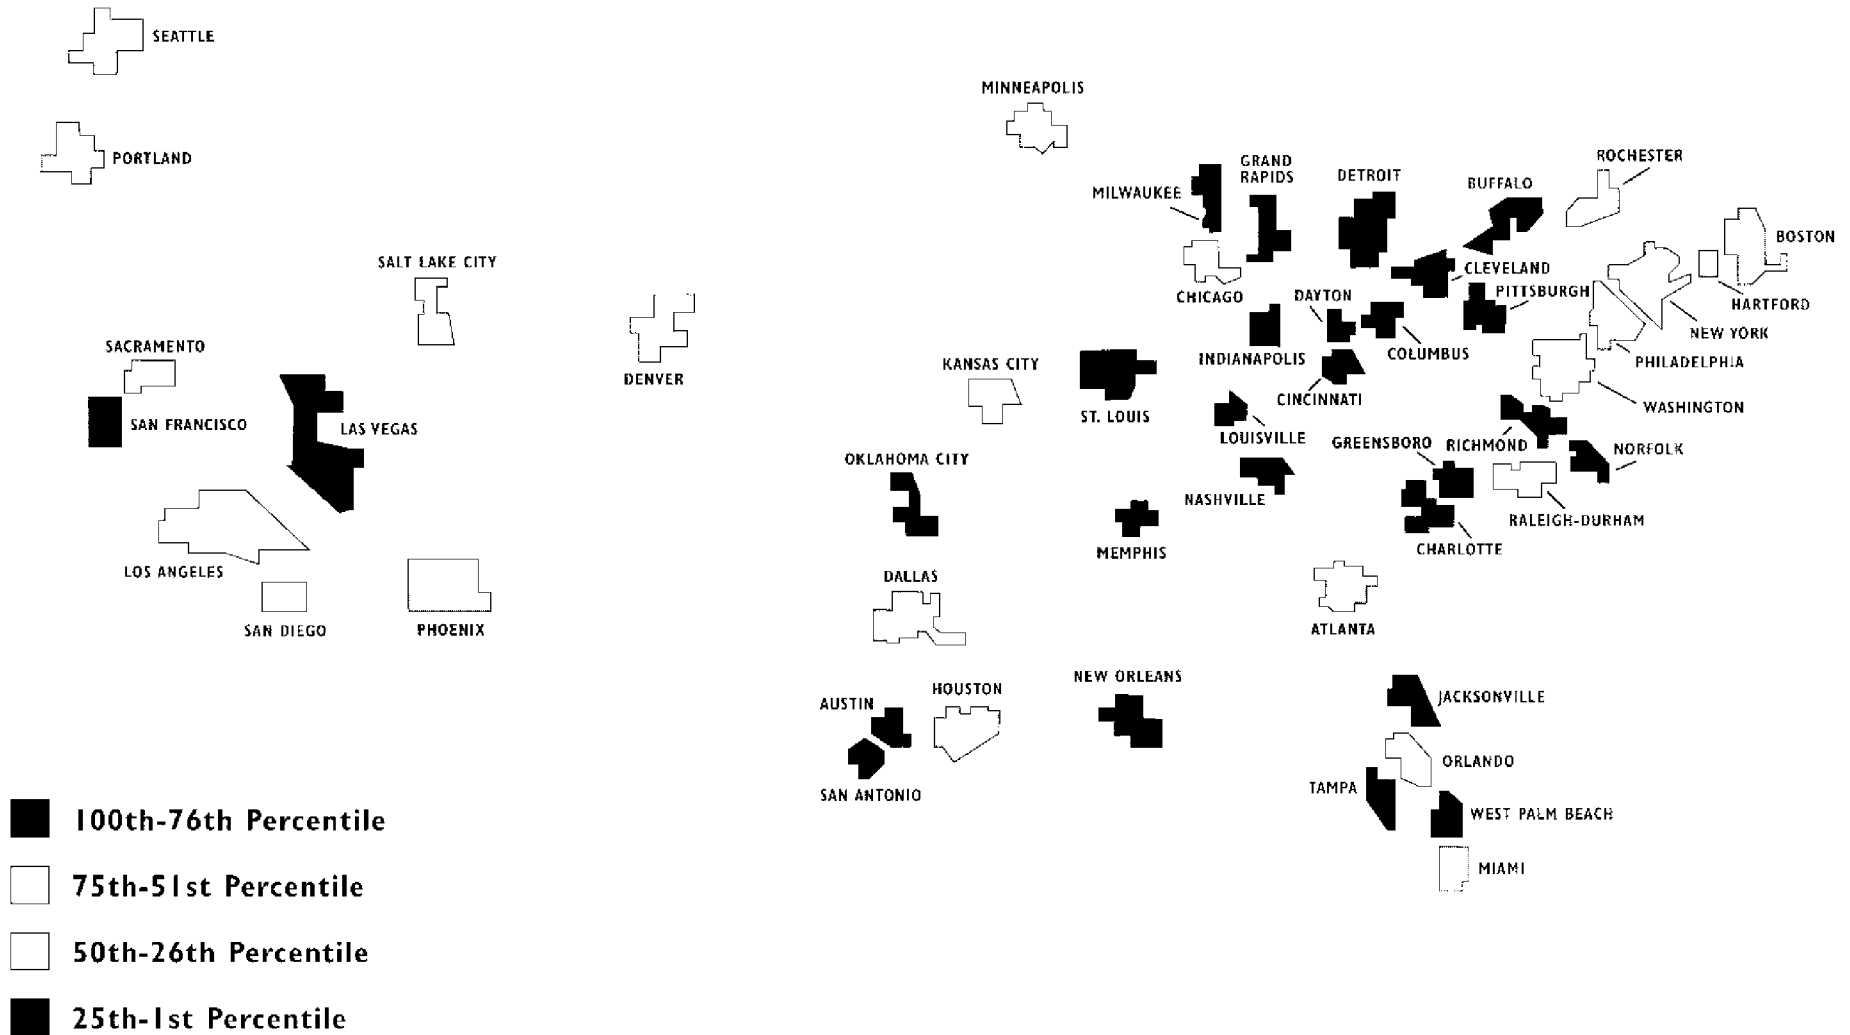 SEATTLE
MINNEAPOLIS
PORTLAND
ROCHESTER
GRAND
RAPIDS
DETROIT
BUFFALO
MILWAUKEE
BOSTON
SALT LAKE CITY
CLEVELAND
PITTSBURGH
CHICAGO
DAYTON
HARTFORD
NEW YORK
SACRAMENTO
INDIANAPOLIS
COLUMBUS
PHILADELPHIA
KANSAS CITY
DENVER
CINCINNATI
WASHINGTON
ST. LOUIS
SAN FRANCISCO
LAS VEGAS
LOUISVILLE
GREENSBORO
RICHMOND
NORFOLK
OKLAHOMA CITY
NASHVILLE
RALEIGH-DURHAM
MEMPHIS
CHARLOTTE
LOS ANGELES
DALLAS
SAN DIEGO
PHOENIX
ATLANTA
NEW ORLEANS
HOUSTON
JACKSONVILLE
AUSTIN
ORLANDO
TAMPA
SAN ANTONIO
WEST PALM BEACH
MIAMI
100th-76th Percentile
75th-51st Percentile
50th-26th Percentile
25th-1st Percentile